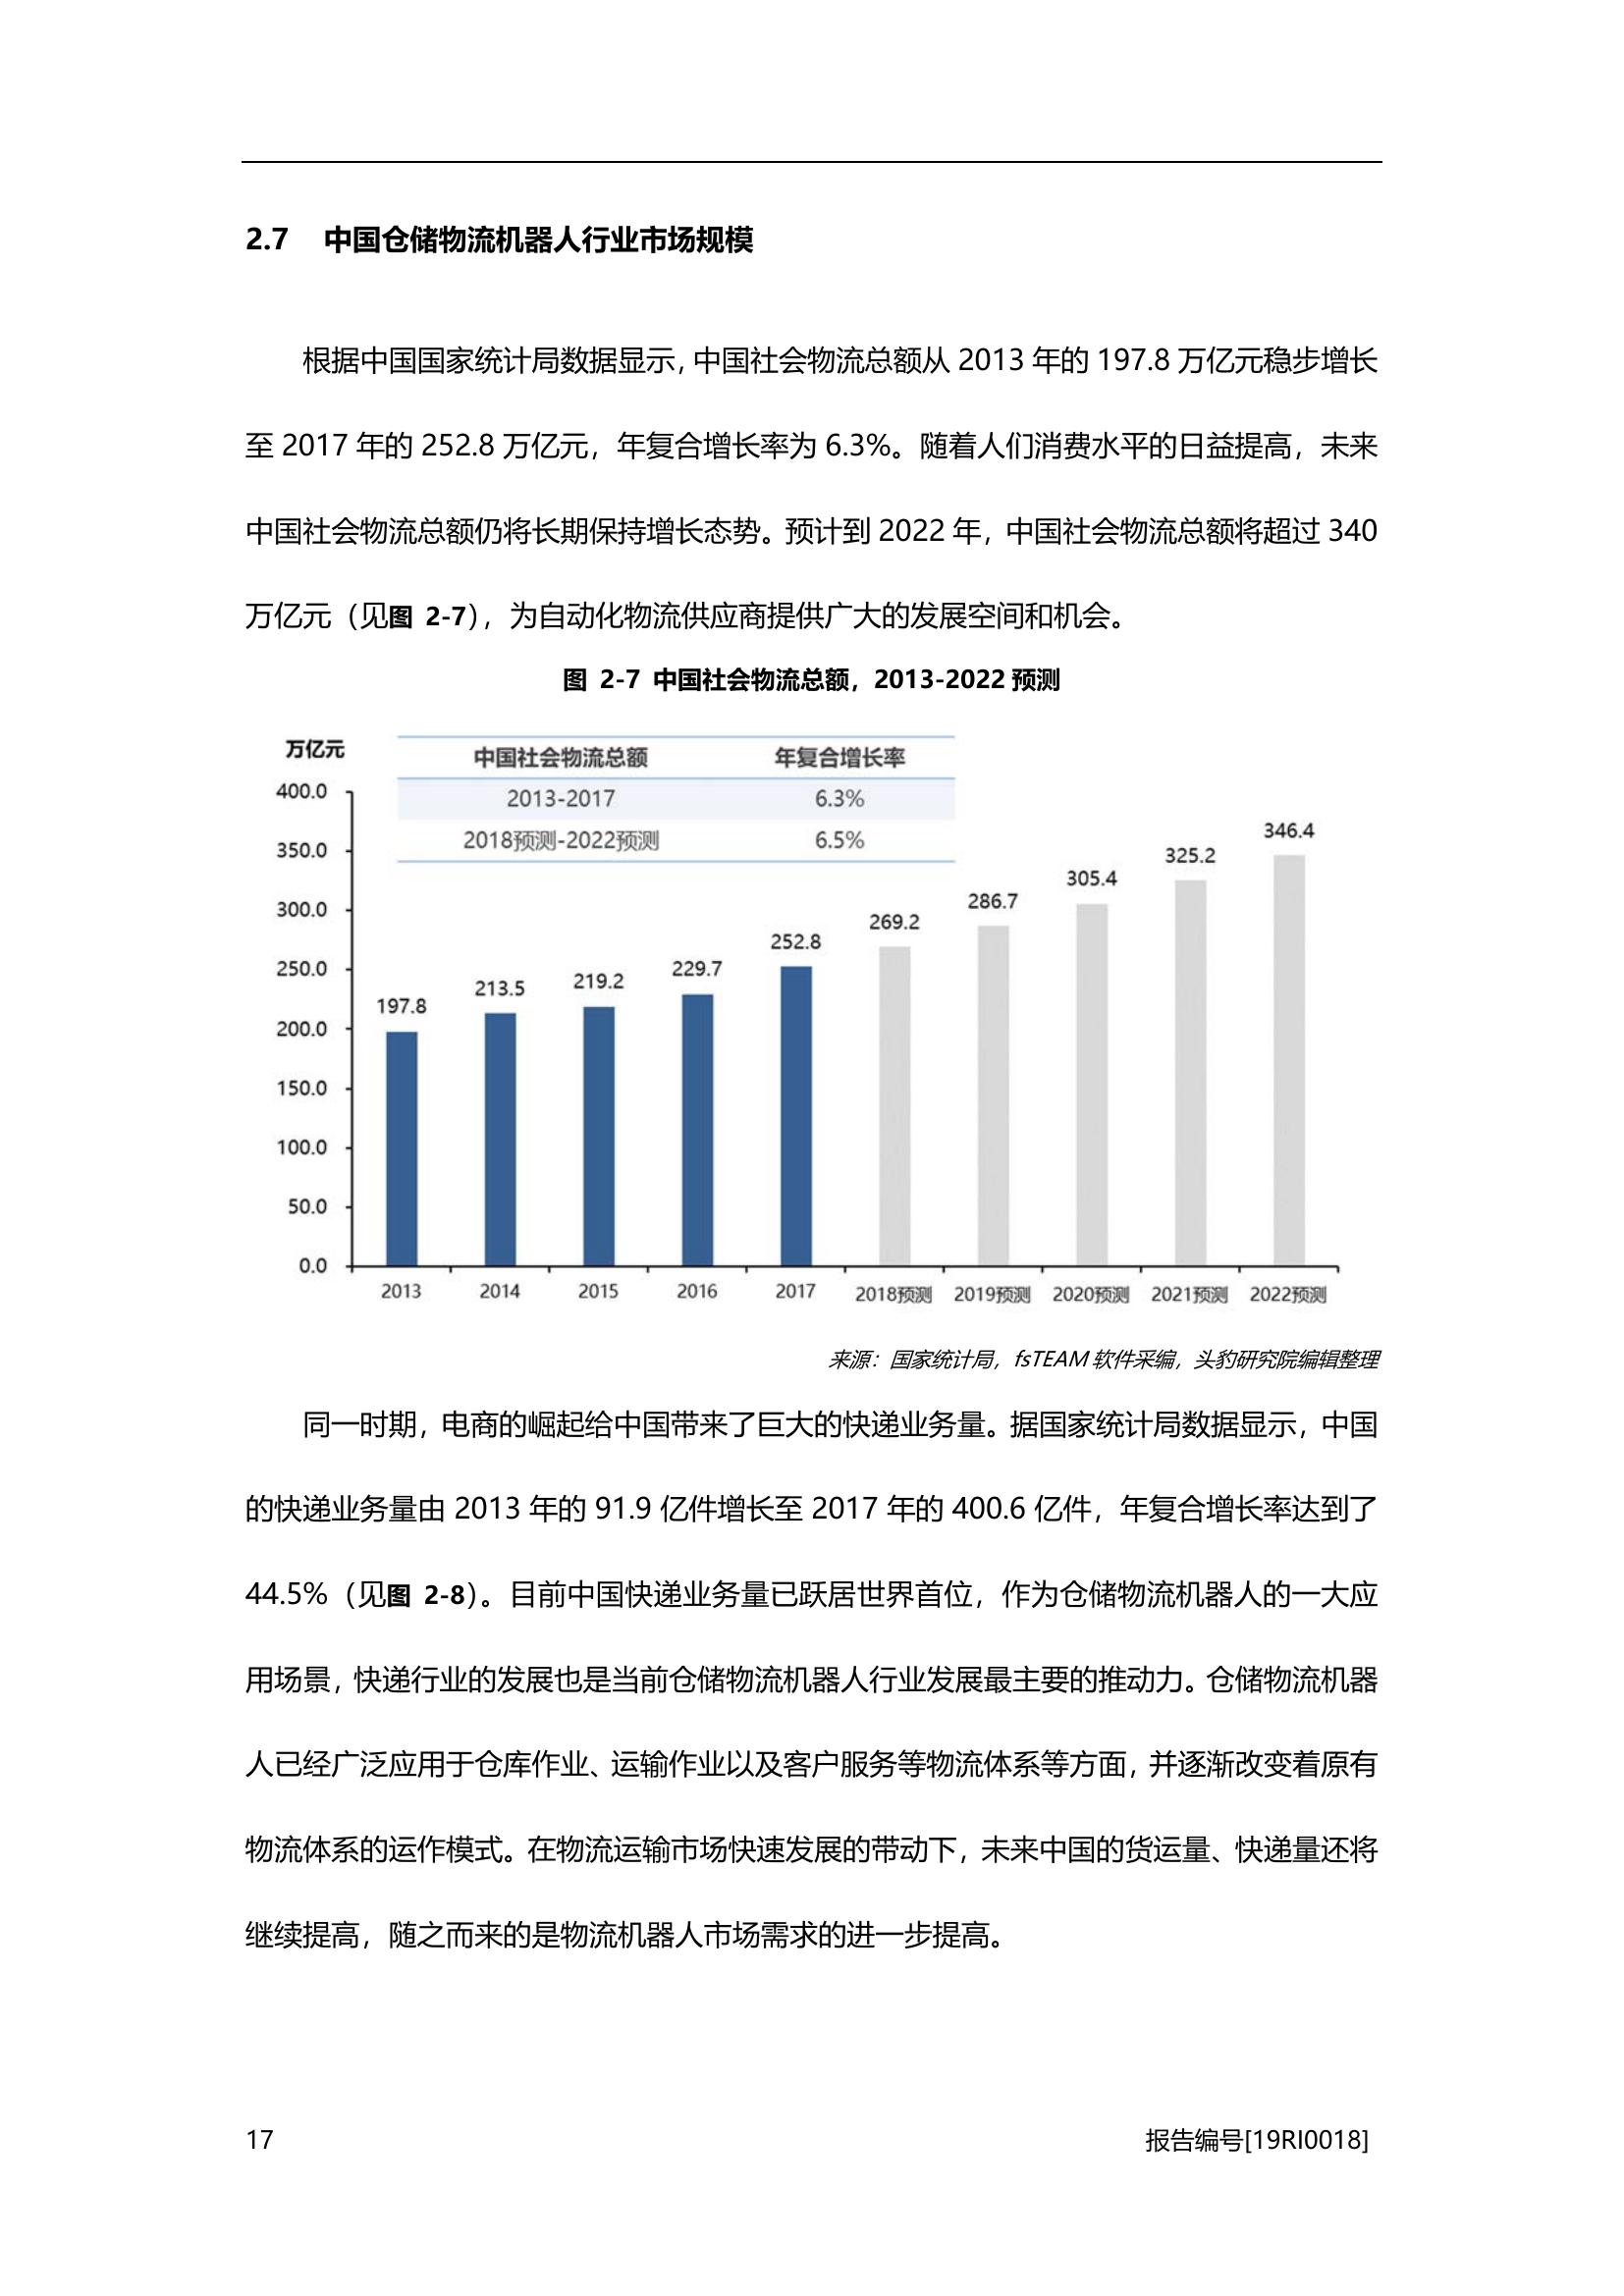 2.7 中国仓储物流机器人行业市场规模
根据中国国家统计局数据显示，中国社会物流总额从 2013 年的 197.8 万亿元稳步增长
至 2017 年的 252.8 万亿元，年复合增长率为 6.3%。随着人们消费水平的日益提高，未来
中国社会物流总额仍将长期保持增长态势。预计到 2022 年，中国社会物流总额将超过 340
万亿元（见图 2-7），为自动化物流供应商提供广大的发展空间和机会。
图 2-7 中国社会物流总额，2013-2022 预测
万亿元
中国社会物流总额 年复合增长率
2013-2017 6.3%
2018预测-2022预测 6.5%
400.0
350.0
300.0
250.0
200.0
150.0
100.0
50.0
0.0
197.8 213.5 219.2 229.7 252.8 269.2 286.7 305.4 325.2 346.4
2013 2014 2015 2016 2017 2018预测 2019预测 2020预测 2021预测 2022预测
来源：国家统计局，fsTEAM 软件采编，头豹研究院编辑整理
同一时期，电商的崛起给中国带来了巨大的快递业务量。据国家统计局数据显示，中国
的快递业务量由 2013 年的 91.9 亿件增长至 2017 年的 400.6 亿件，年复合增长率达到了
44.5%（见图 2-8）。目前中国快递业务量已跃居世界首位，作为仓储物流机器人的一大应
用场景，快递行业的发展也是当前仓储物流机器人行业发展最主要的推动力。仓储物流机器
人已经广泛应用于仓库作业、运输作业以及客户服务等物流体系等方面，并逐渐改变着原有
物流体系的运作模式。在物流运输市场快速发展的带动下，未来中国的货运量、快递量还将
继续提高，随之而来的是物流机器人市场需求的进一步提高。
17 报告编号[19RI0018]